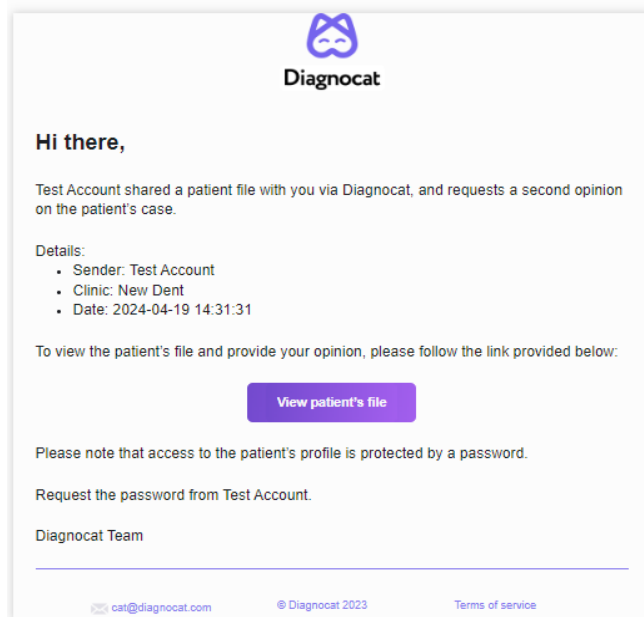 Diagnocat
Hi there,
Test Account shared a patient file with you via Diagnocat, and requests a second opinion
on the patient's case.
Details:
• Sender: Test Account
• Clinic: New Dent
• Date: 2024-04-19 14:31:31
To view the patient's file and provide your opinion, please follow the link provided below:
View patient's file
Please note that access to the patient's profile is protected by a password.
Request the password from Test Account.
Diagnocat Team
cat@diagnocat.com © Diagnocat 2023 Terms of service